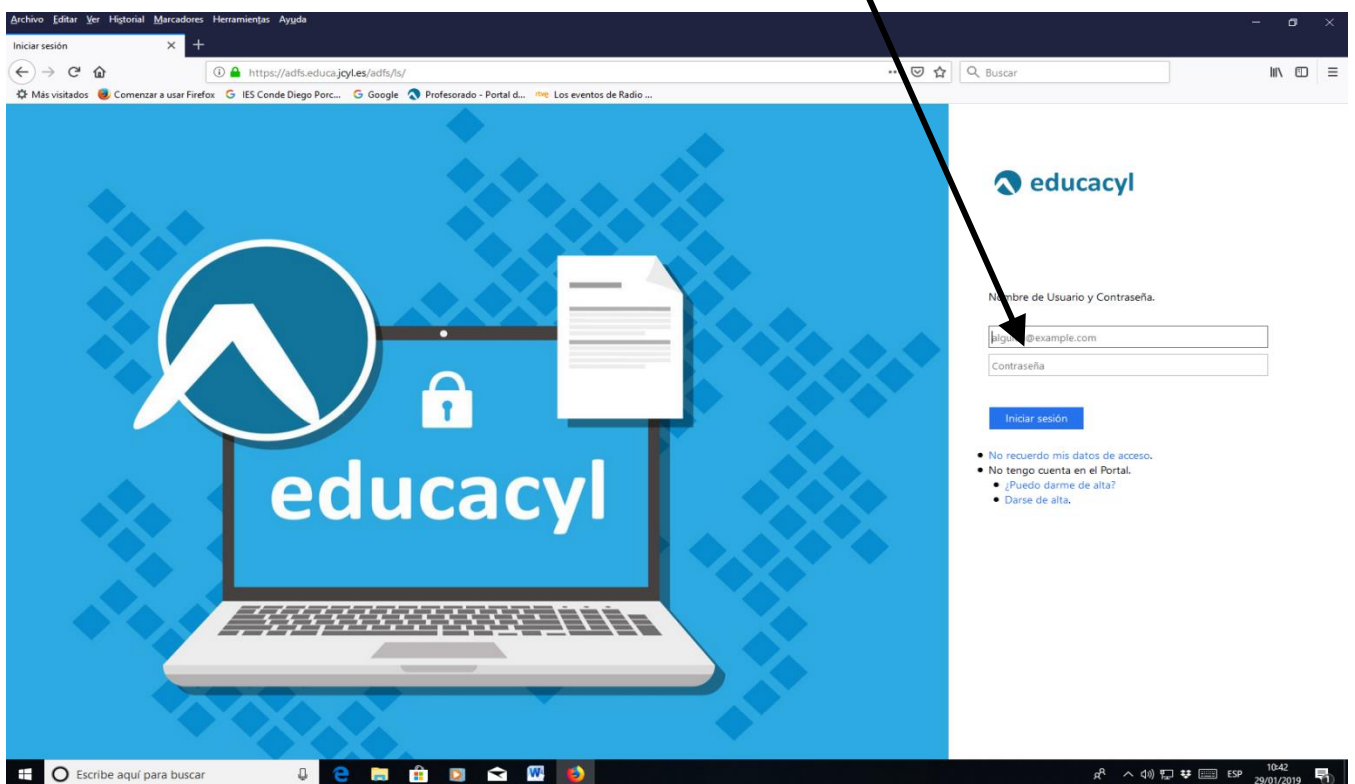 Archivo Editar Ver Historial Marcadores Herramientas Ayuda
Iniciar sesión
https://adfs.educa.jcyl.es/adfs/ls/
Buscar
Más visitados Comenzar a usar Firefox IES Conde Diego Porc... Google Profesorado - Portal d... Los eventos de Radio ...
educacyl
Nombre de Usuario y Contraseña.
@example.com
Contraseña
Iniciar sesión
No recuerdo mis datos de acceso.
No tengo cuenta en el Portal.
¿Puedo darme de alta?
Darse de alta.
educacyl
Escribe aquí para buscar
ESP
10:42
29/01/2019